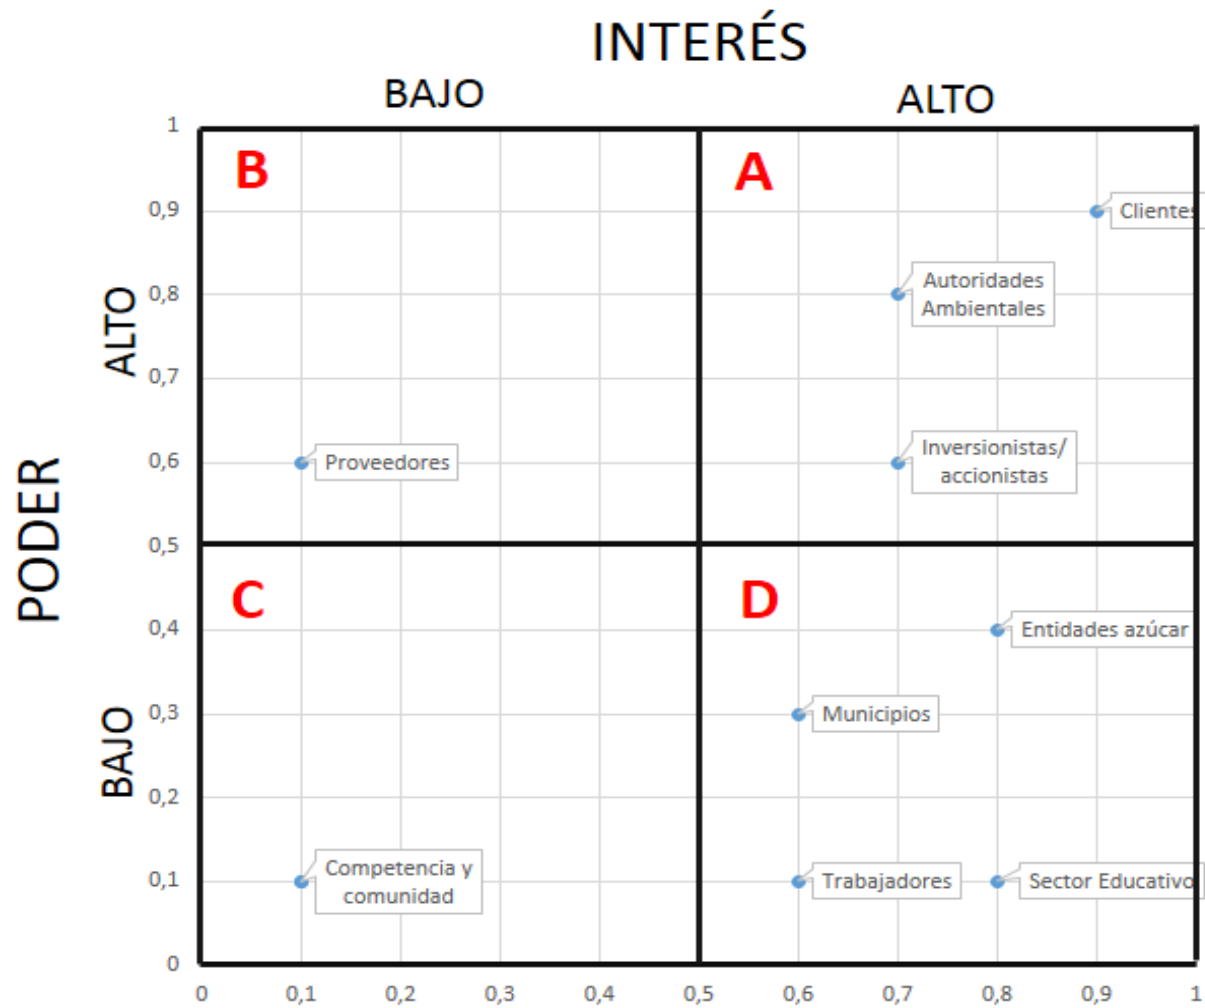 INTERÉS
BAJO
ALTO
1
B
A
0,9
Clientes
ALTO
0,8
Autoridades
Ambientales
0,7
PODER
0,6
Proveedores
Inversionistas/
accionistas
0,5
C
D
0,4
Entidades azúcar
BAJO
0,3
Municipios
0,2
0,1
Competencia y
comunidad
Trabajadores
Sector Educativo
0
0 0,1 0,2 0,3 0,4 0,5 0,6 0,7 0,8 0,9 1